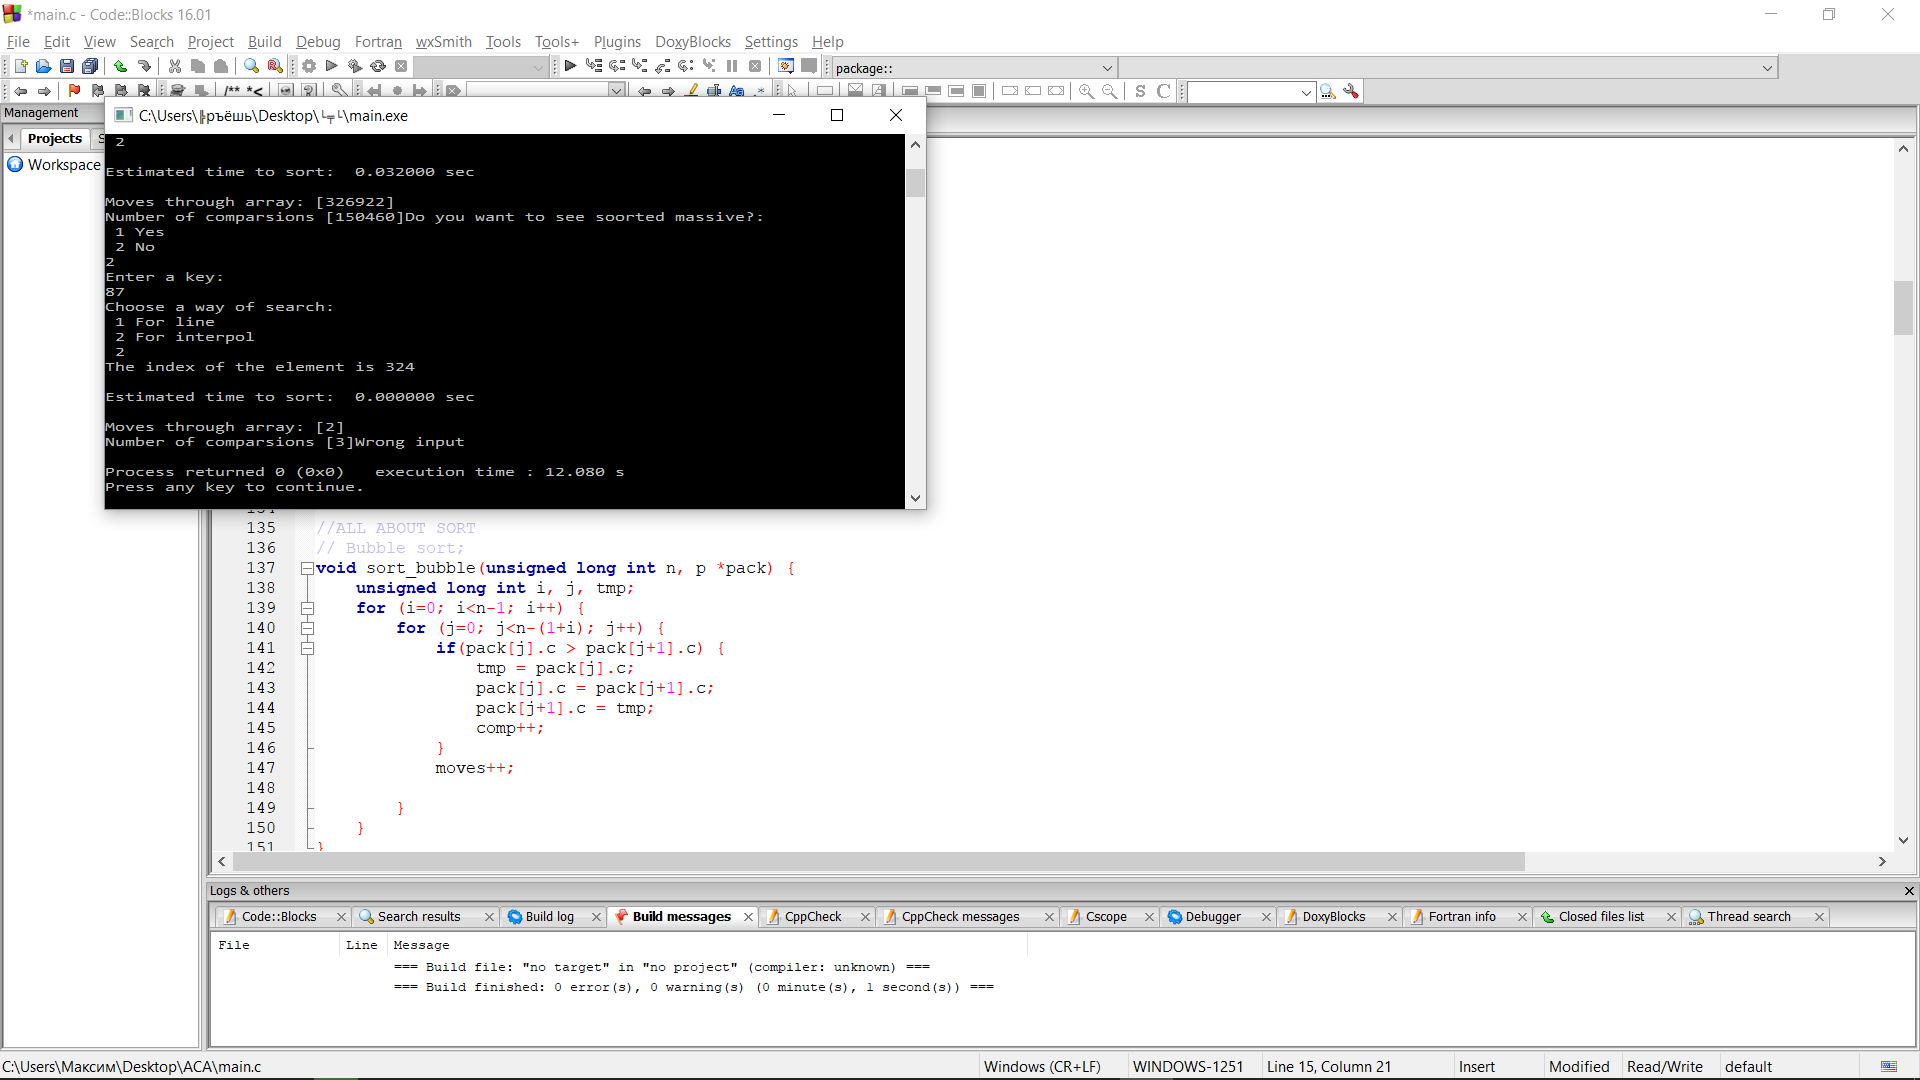 *main.c - Code::Blocks 16.01
File Edit View Search Project Build Debug Fortran wxSmith Tools Tools+ Plugins DoxyBlocks Settings Help
package::
/** *<
S C
Management
C:\Users\╠ръёшь\Desktop\└╤└\main.exe
Projects S
Workspace
2
Estimated time to sort:  0.032000 sec
Moves through array: [326922]
Number of comparsions [150460]Do you want to see soorted massive?:
1 Yes
2 No
2
Enter a key:
87
Choose a way of search:
1 For line
2 For interpol
2
The index of the element is 324
Estimated time to sort:  0.000000 sec
Moves through array: [2]
Number of comparsions [3]Wrong input
Process returned 0 (0x0)   execution time : 12.080 s
Press any key to continue.
134
135 //ALL ABOUT SORT
136 // Bubble sort;
137 void sort_bubble(unsigned long int n, p *pack) {
138 unsigned long int i, j, tmp;
139 for (i=0; i<n-1; i++) {
140 for (j=0; j<n-(1+i); j++) {
141 if(pack[j].c > pack[j+1].c) {
142 tmp = pack[j].c;
143 pack[j].c = pack[j+1].c;
144 pack[j+1].c = tmp;
145 comp++;
146 }
147 moves++;
148
149 }
150 }
151 }
Logs & others
Code::Blocks Search results Build log Build messages CppCheck CppCheck messages Cscope Debugger DoxyBlocks Fortran info Closed files list Thread search
File Line Message
=== Build file: "no target" in "no project" (compiler: unknown) ===
=== Build finished: 0 error(s), 0 warning(s) (0 minute(s), 1 second(s)) ===
C:\Users\Максим\Desktop\ACA\main.c Windows (CR+LF) WINDOWS-1251 Line 15, Column 21 Insert Modified Read/Write default